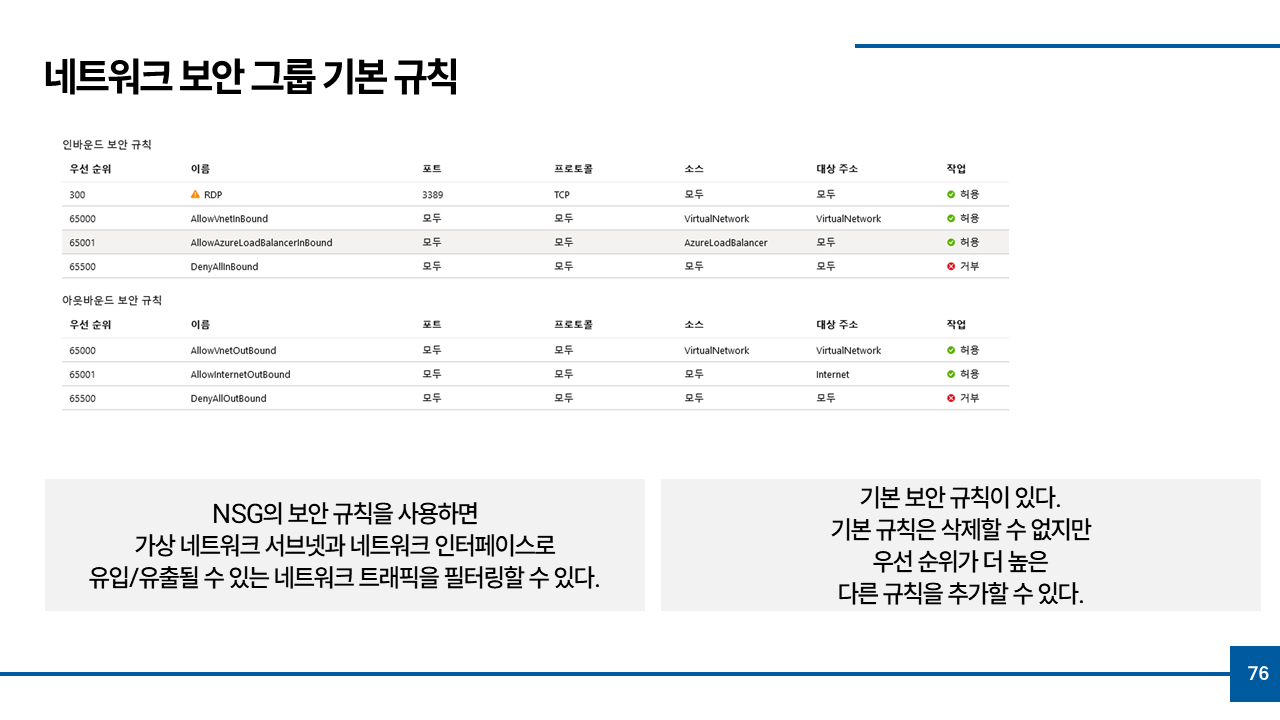 네트워크 보안 그룹 기본 규칙
인바운드 보안 규칙
우선 순위 이름 포트 프로토콜 소스 대상 주소 작업
300 RDP 3389 TCP 모두 모두 허용
65000 AllowVnetInBound 모두 모두 VirtualNetwork VirtualNetwork 허용
65001 AllowAzureLoadBalancerInBound 모두 모두 AzureLoadBalancer 모두 허용
65500 DenyAllInBound 모두 모두 모두 모두 거부
아웃바운드 보안 규칙
우선 순위 이름 포트 프로토콜 소스 대상 주소 작업
65000 AllowVnetOutBound 모두 모두 VirtualNetwork VirtualNetwork 허용
65001 AllowInternetOutBound 모두 모두 모두 Internet 허용
65500 DenyAllOutBound 모두 모두 모두 모두 거부
NSG의 보안 규칙을 사용하면
가상 네트워크 서브넷과 네트워크 인터페이스로
유입/유출될 수 있는 네트워크 트래픽을 필터링할 수 있다.
기본 보안 규칙이 있다.
기본 규칙은 삭제할 수 없지만
우선 순위가 더 높은
다른 규칙을 추가할 수 있다.
76